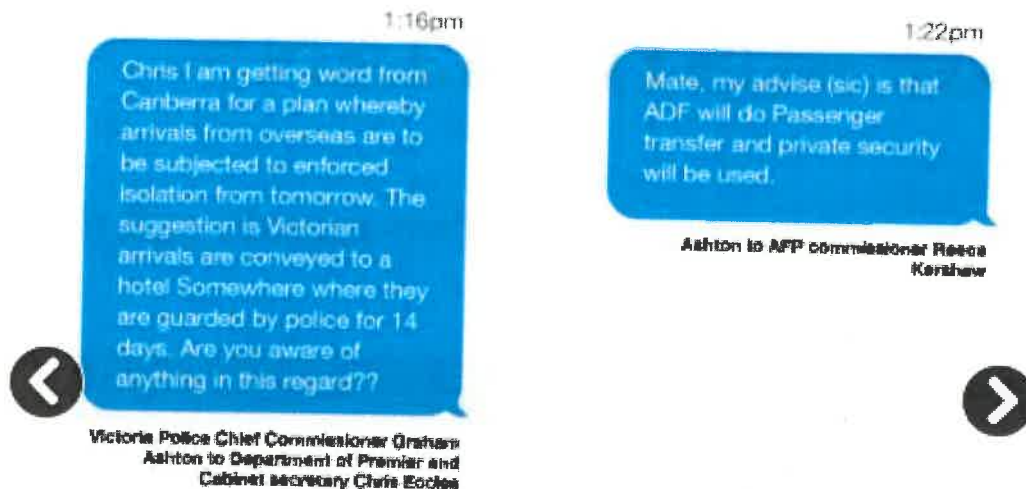 1:16pm
Chris I am getting word from
Canberra for a plan whereby
arrivals from overseas are to
be subjected to enforced
isolation from tomorrow. The
suggestion is Victorian
arrivals are conveyed to a
hotel Somewhere where they
are guarded by police for 14
days. Are you aware of
anything in this regard??
Victoria Police Chief Commissioner Graham
Ashton to Department of Premier and
Cabinet secretary Chris Eccles
1:22pm
Mate, my advise (sic) is that
ADF will do Passenger
transfer and private security
will be used.
Ashton to AFP commissioner Reece
Kershaw